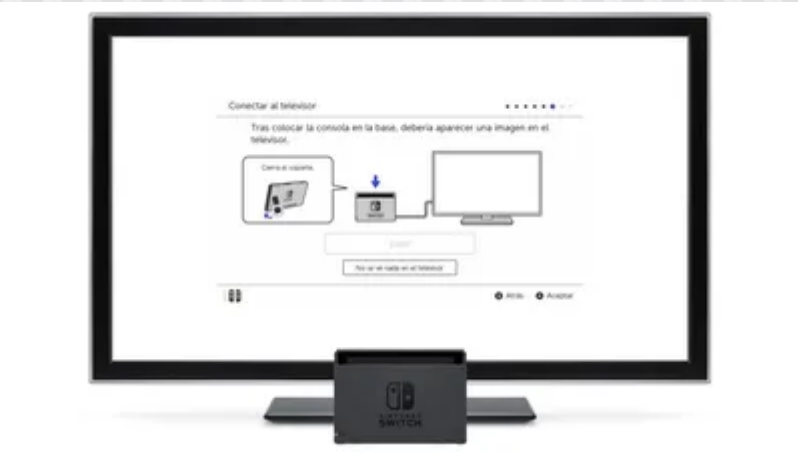 Conectar al televisor
Tras colocar la consola en la base, debería aparecer una imagen en el
televisor.
Cierra el soporte.
No se ve nada en el televisor
Atrás
Aceptar
NINTENDO
SWITCH